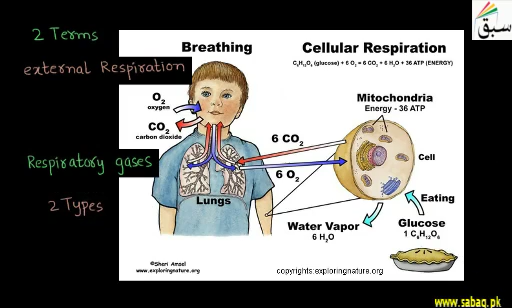 2 Terms
external Respiration
Respiratory gases
2 Types
Breathing
O2
oxygen
CO2
carbon dioxide
Lungs
©Sheri Amsel
www.exploringnature.org
Cellular Respiration
C6H12O6 (glucose) + 6 O2 = 6 CO2 + 6 H2O + 36 ATP (ENERGY)
Mitochondria
Energy - 36 ATP
6 CO2
6 O2
Cell
Eating
Water Vapor
6 H2O
Glucose
1 C6H12O6
copyrights:exploringnature.org
سبق
www.sabaq.pk